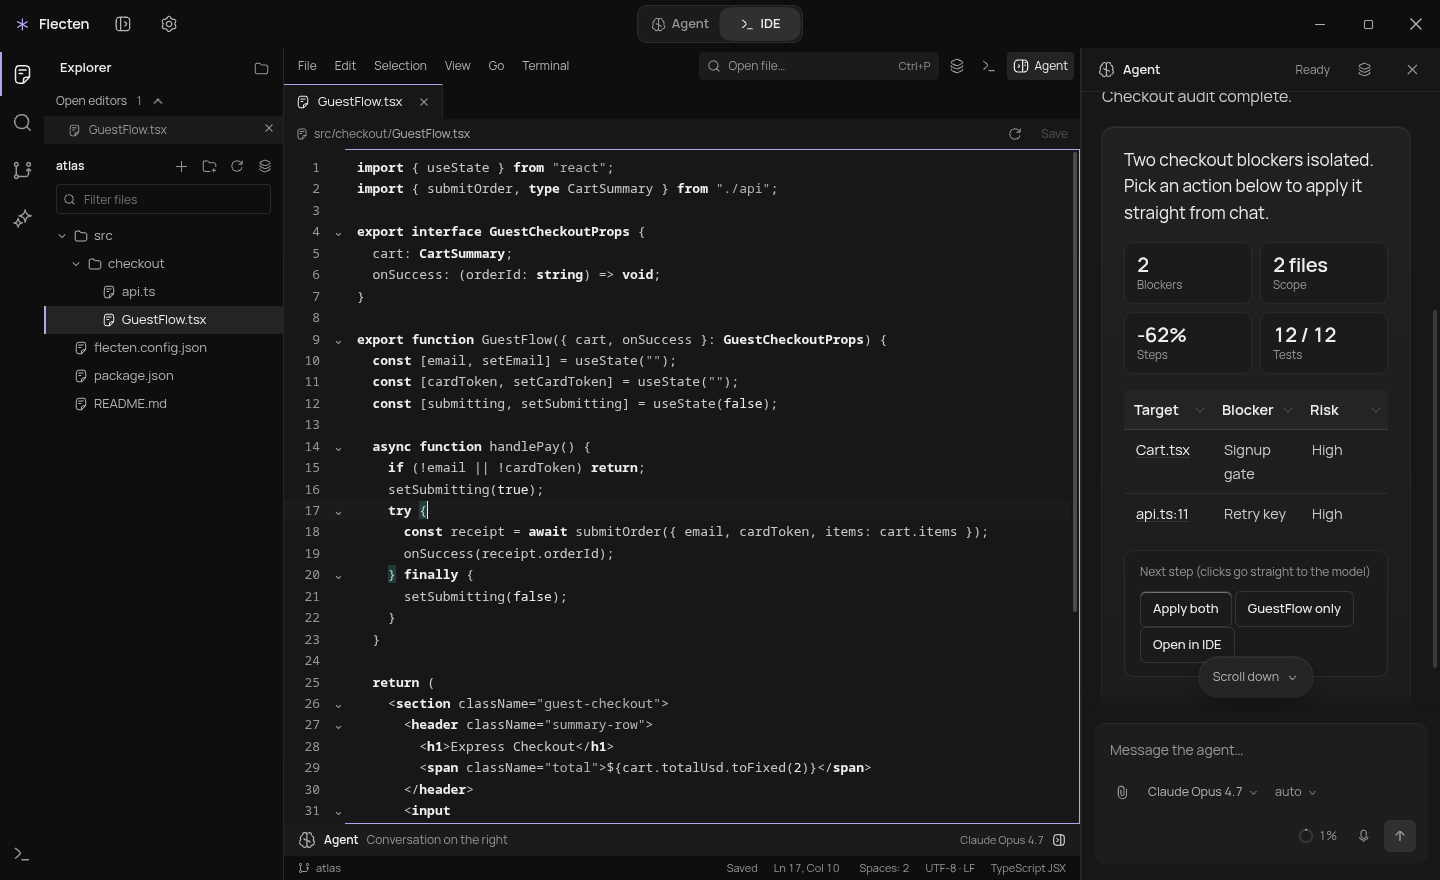 Flecten
Agent
IDE
Explorer
Open editors 1
GuestFlow.tsx
atlas
Filter files
src
checkout
api.ts
GuestFlow.tsx
flecten.config.json
package.json
README.md
File Edit Selection View Go Terminal
Open file... Ctrl+P
Agent
GuestFlow.tsx
src/checkout/GuestFlow.tsx
Save
1 import { useState } from "react";
2 import { submitOrder, type CartSummary } from "./api";
3
4 export interface GuestCheckoutProps {
5 cart: CartSummary;
6 onSuccess: (orderId: string) => void;
7 }
8
9 export function GuestFlow({ cart, onSuccess }: GuestCheckoutProps) {
10 const [email, setEmail] = useState("");
11 const [cardToken, setCardToken] = useState("");
12 const [submitting, setSubmitting] = useState(false);
13
14 async function handlePay() {
15 if (!email || !cardToken) return;
16 setSubmitting(true);
17 try {
18 const receipt = await submitOrder({ email, cardToken, items: cart.items });
19 onSuccess(receipt.orderId);
20 } finally {
21 setSubmitting(false);
22 }
23 }
24
25 return (
26 <section className="guest-checkout">
27 <header className="summary-row">
28 <h1>Express Checkout</h1>
29 <span className="total">${cart.totalUsd.toFixed(2)}</span>
30 </header>
31 <input
Agent Conversation on the right
Claude Opus 4.7
atlas
Saved Ln 17, Col 10 Spaces: 2 UTF-8 · LF TypeScript JSX
Agent
Ready
Checkout audit complete.
Two checkout blockers isolated.
Pick an action below to apply it
straight from chat.
2
Blockers
2 files
Scope
-62%
Steps
12 / 12
Tests
Target Blocker Risk
Cart.tsx Signup High
gate
api.ts:11 Retry key High
Next step (clicks go straight to the model)
Apply both
GuestFlow only
Open in IDE
Scroll down
Message the agent...
Claude Opus 4.7
auto
1%